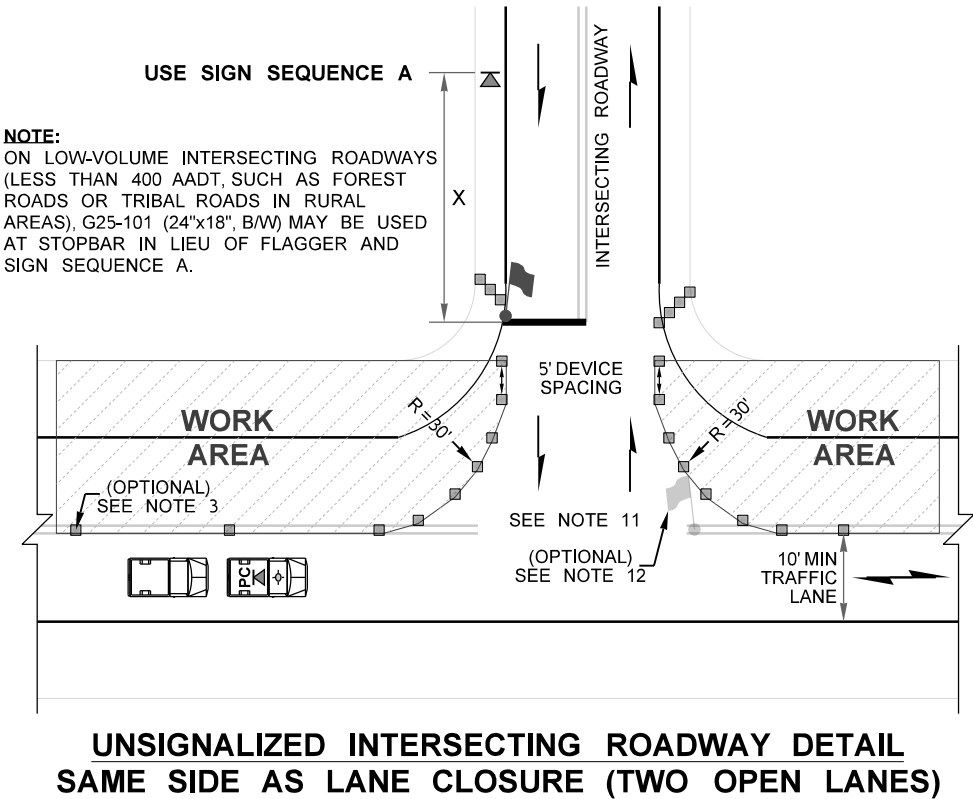 USE SIGN SEQUENCE A
NOTE:
ON LOW-VOLUME INTERSECTING ROADWAYS
(LESS THAN 400 AADT, SUCH AS FOREST
ROADS OR TRIBAL ROADS IN RURAL
AREAS), G25-101 (24"x18", B/W) MAY BE USED
AT STOPBAR IN LIEU OF FLAGGER AND
SIGN SEQUENCE A.
X
INTERSECTING ROADWAY
5' DEVICE
SPACING
WORK
AREA
R = 30'
R = 30'
WORK
AREA
(OPTIONAL)
SEE NOTE 3
SEE NOTE 11
(OPTIONAL)
SEE NOTE 12
10' MIN
TRAFFIC
LANE
PC
UNSIGNALIZED INTERSECTING ROADWAY DETAIL
SAME SIDE AS LANE CLOSURE (TWO OPEN LANES)